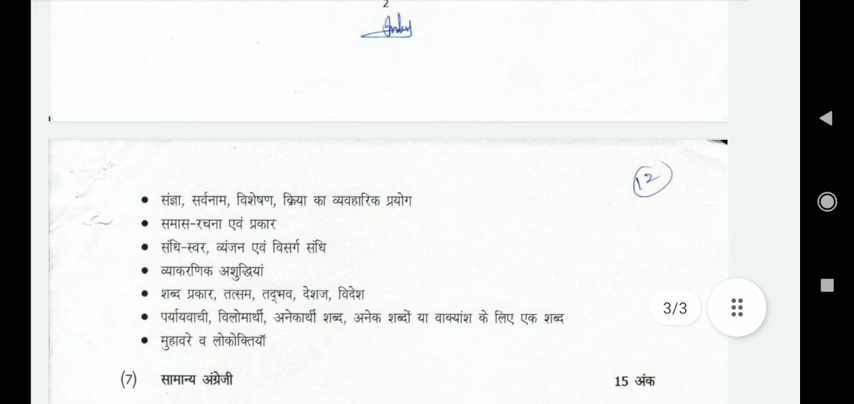 2
12
• संज्ञा, सर्वनाम, विशेषण, क्रिया का व्यवहारिक प्रयोग
• समास-रचना एवं प्रकार
• संधि-स्वर, व्यंजन एवं विसर्ग संधि
• व्याकरणिक अशुद्धियां
• शब्द प्रकार, तत्सम, तद्भव, देशज, विदेश
• पर्यायवाची, विलोमार्थी, अनेकार्थी शब्द, अनेक शब्दों या वाक्यांश के लिए एक शब्द
• मुहावरे व लोकोक्तियॉ
3/3
(7) सामान्य अंग्रेजी 15 अंक